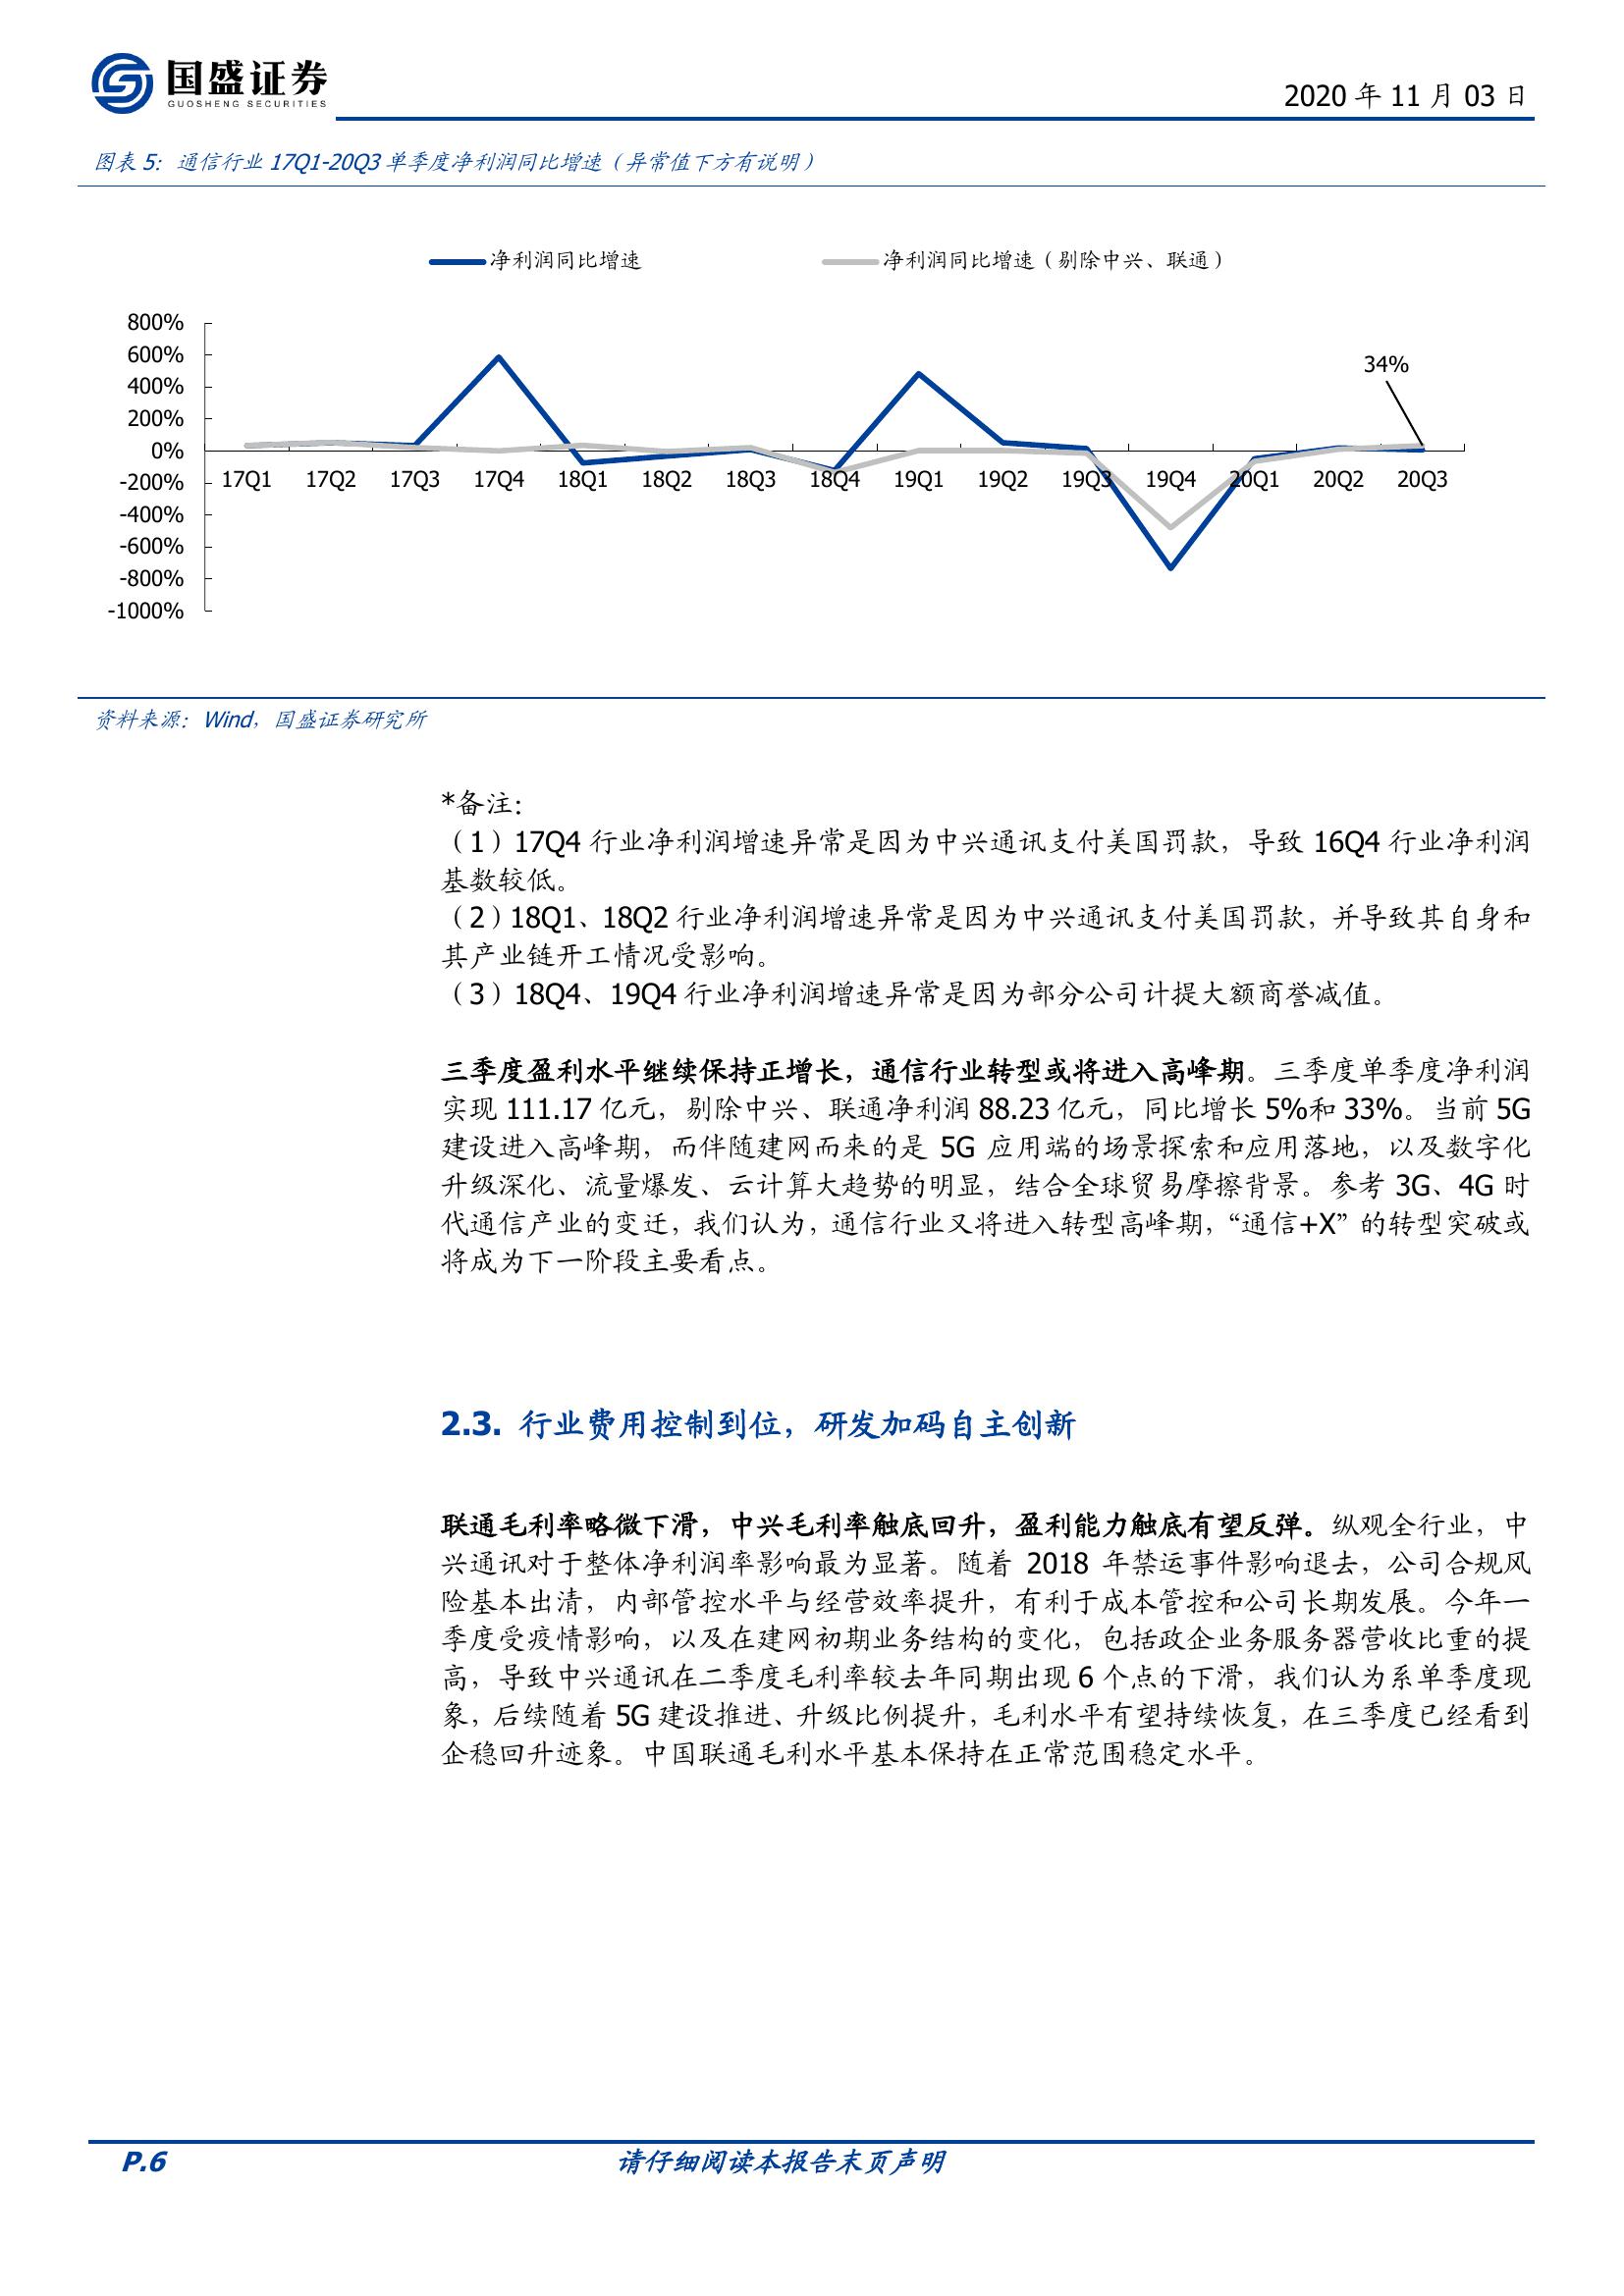 国盛证券
GUOSHENG SECURITIES
2020 年 11 月 03 日
图表 5：通信行业 17Q1-20Q3 单季度净利润同比增速（异常值下方有说明）
净利润同比增速
净利润同比增速（剔除中兴、联通）
800%
600%
400%
200%
0%
-200%
-400%
-600%
-800%
-1000%
34%
17Q1 17Q2 17Q3 17Q4 18Q1 18Q2 18Q3 18Q4 19Q1 19Q2 19Q3 19Q4 20Q1 20Q2 20Q3
资料来源：Wind，国盛证券研究所
*备注：
（1）17Q4 行业净利润增速异常是因为中兴通讯支付美国罚款，导致 16Q4 行业净利润
基数较低。
（2）18Q1、18Q2 行业净利润增速异常是因为中兴通讯支付美国罚款，并导致其自身和
其产业链开工情况受影响。
（3）18Q4、19Q4 行业净利润增速异常是因为部分公司计提大额商誉减值。
三季度盈利水平继续保持正增长，通信行业转型或将进入高峰期。三季度单季度净利润
实现 111.17 亿元，剔除中兴、联通净利润 88.23 亿元，同比增长 5%和 33%。当前 5G
建设进入高峰期，而伴随建网而来的是 5G 应用端的场景探索和应用落地，以及数字化
升级深化、流量爆发、云计算大趋势的明显，结合全球贸易摩擦背景。参考 3G、4G 时
代通信产业的变迁，我们认为，通信行业又将进入转型高峰期，“通信+X”的转型突破或
将成为下一阶段主要看点。
2.3. 行业费用控制到位，研发加码自主创新
联通毛利率略微下滑，中兴毛利率触底回升，盈利能力触底有望反弹。纵观全行业，中
兴通讯对于整体净利润率影响最为显著。随着 2018 年禁运事件影响退去，公司合规风
险基本出清，内部管控水平与经营效率提升，有利于成本管控和公司长期发展。今年一
季度受疫情影响，以及在建网初期业务结构的变化，包括政企业务服务器营收比重的提
高，导致中兴通讯在二季度毛利率较去年同期出现 6 个点的下滑，我们认为系单季度现
象，后续随着 5G 建设推进、升级比例提升，毛利水平有望持续恢复，在三季度已经看到
企稳回升迹象。中国联通毛利水平基本保持在正常范围稳定水平。
P.6
请仔细阅读本报告末页声明